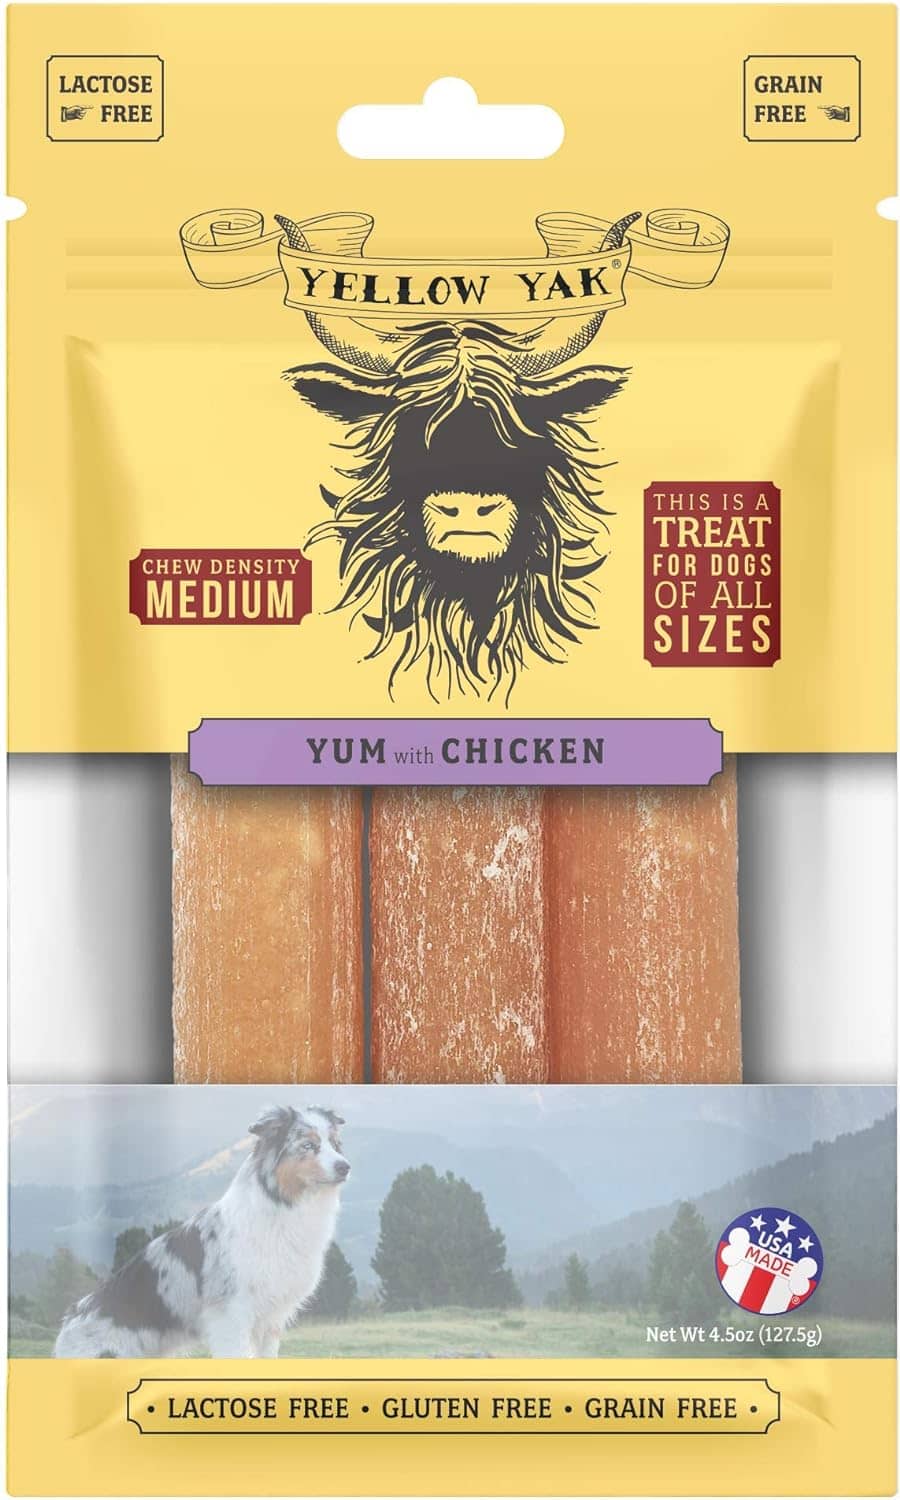 LACTOSE
FREE
GRAIN
FREE
YELLOW YAK®
CHEW DENSITY
MEDIUM
THIS IS A
TREAT
FOR DOGS
OF ALL
SIZES
YUM with CHICKEN
USA
MADE
®
Net Wt 4.5oz (127.5g)
• LACTOSE FREE • GLUTEN FREE • GRAIN FREE •